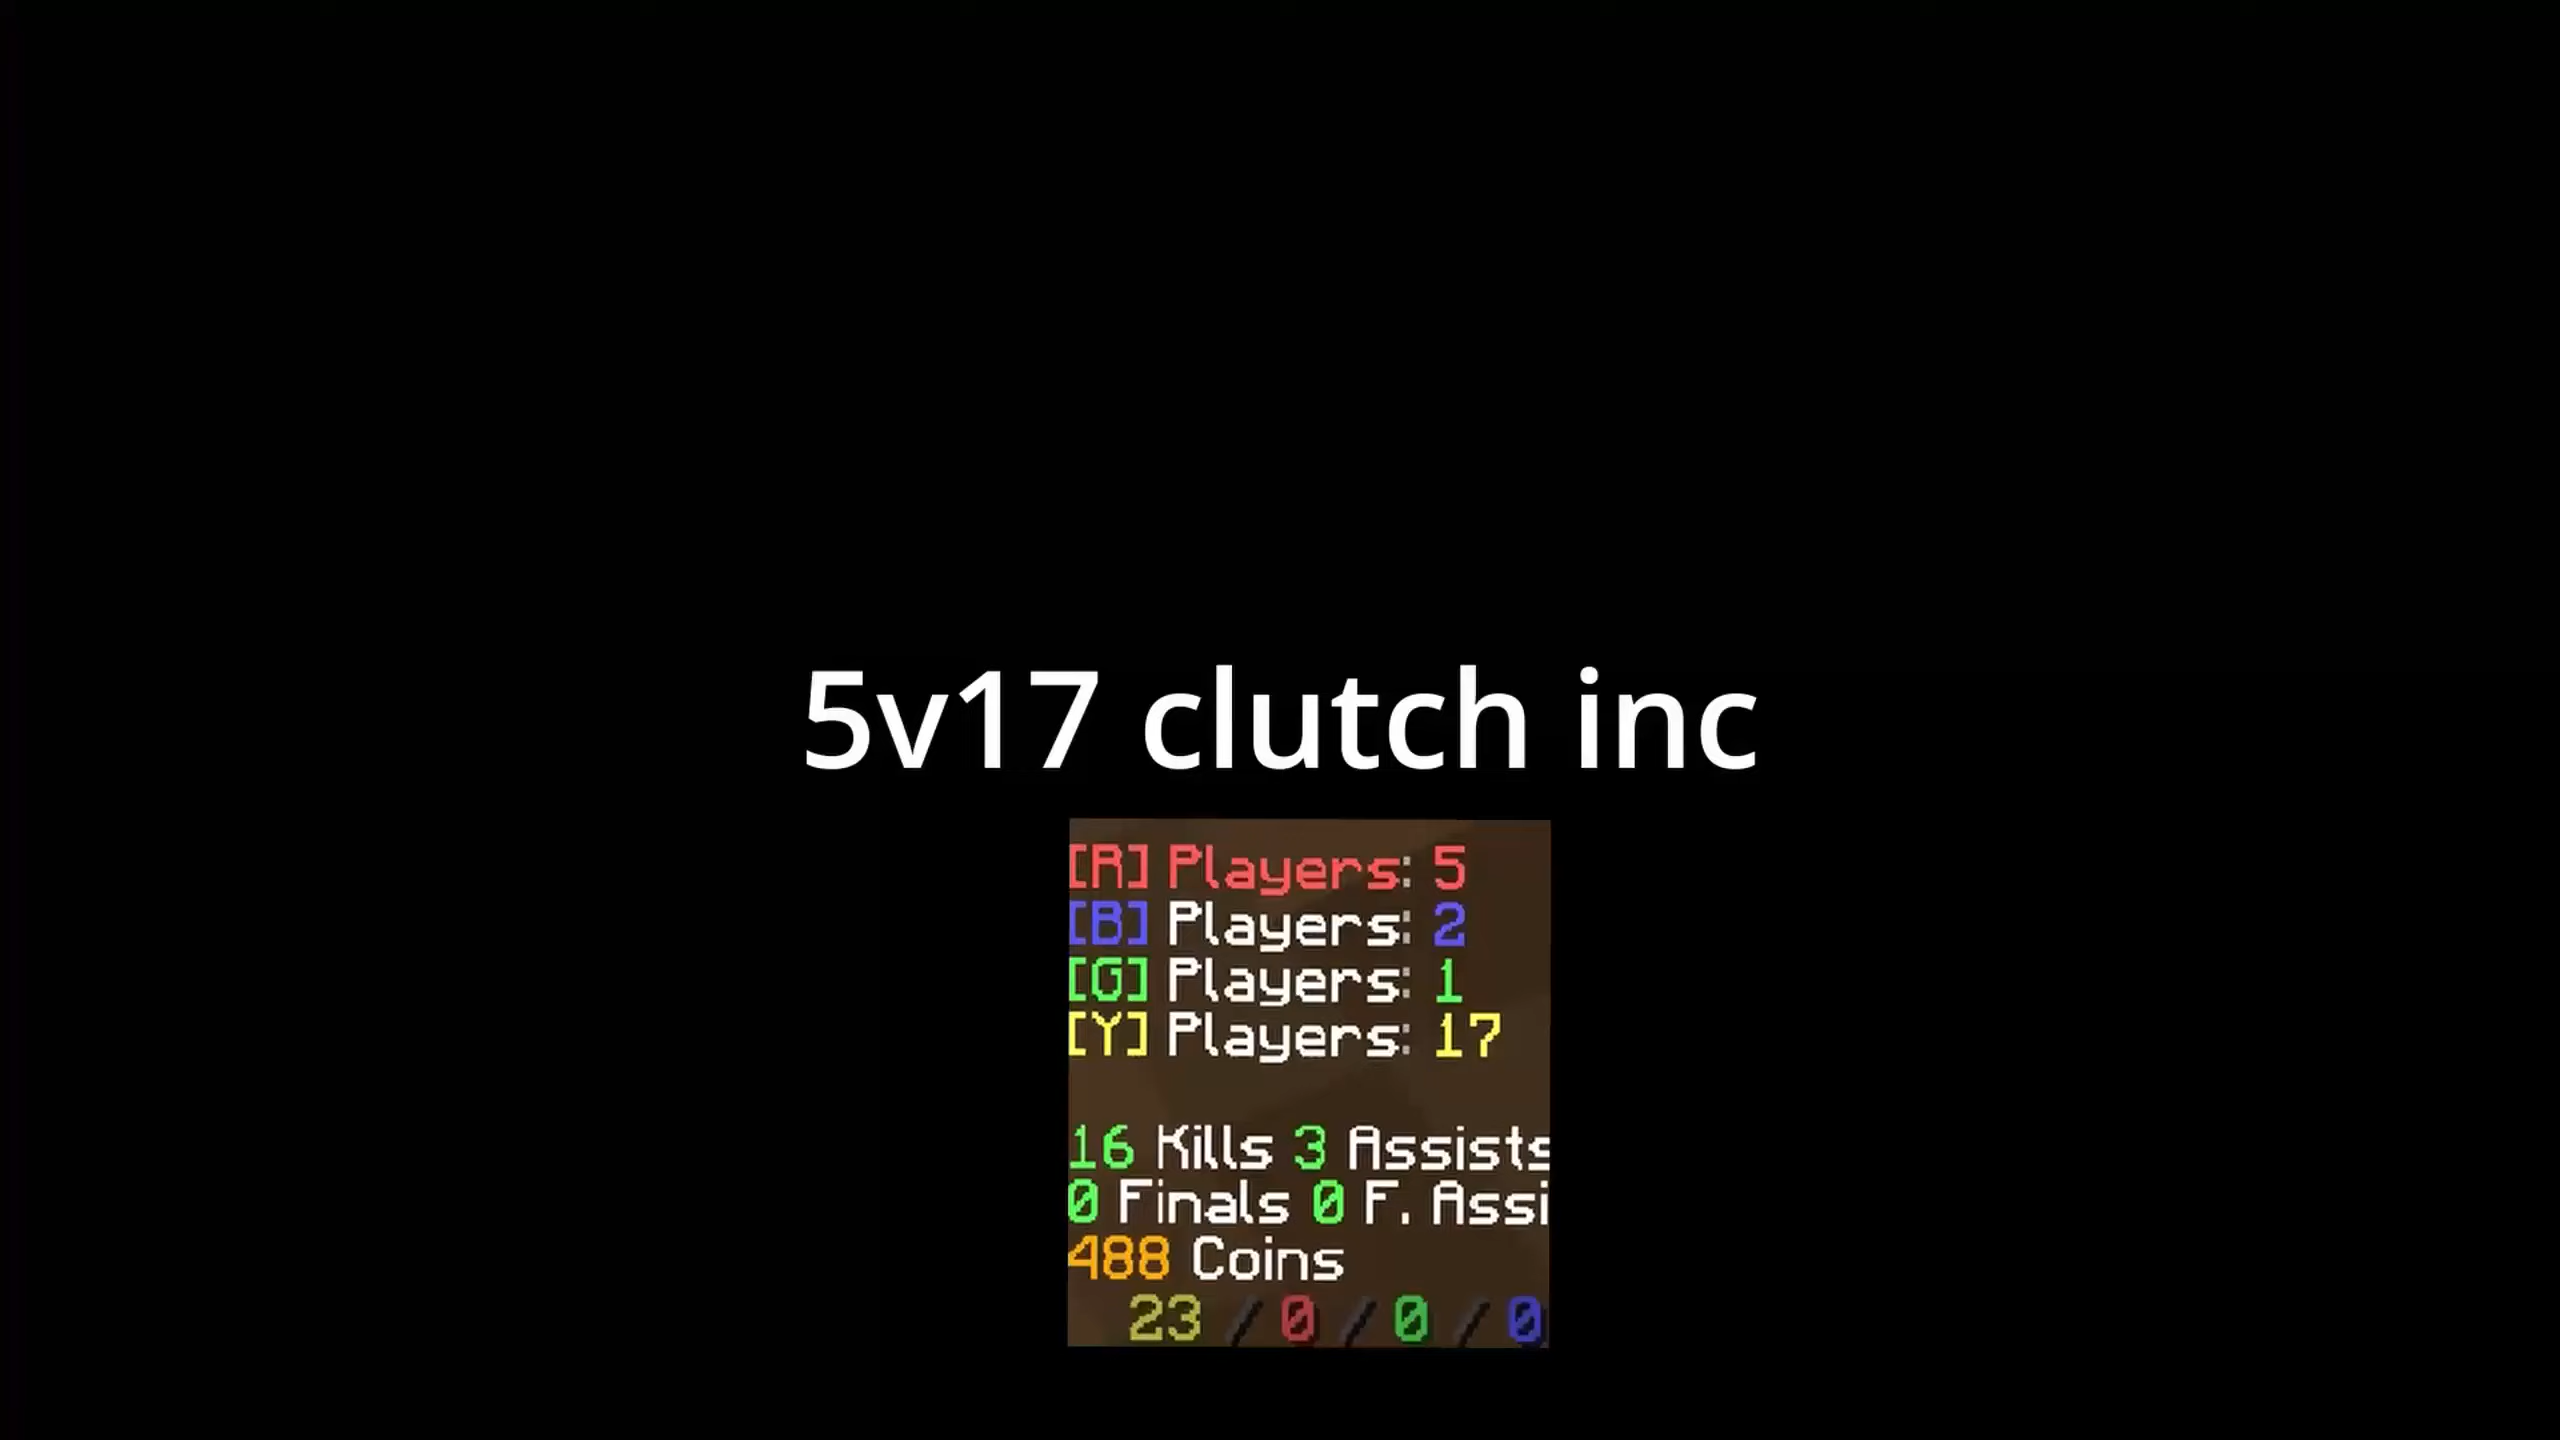 5v17 clutch inc
[R] Players: 5
[B] Players: 2
[G] Players: 1
[Y] Players: 17
16 Kills 3 Assists
0 Finals 0 F. Assi
488 Coins
23 / 0 / 0 / 0